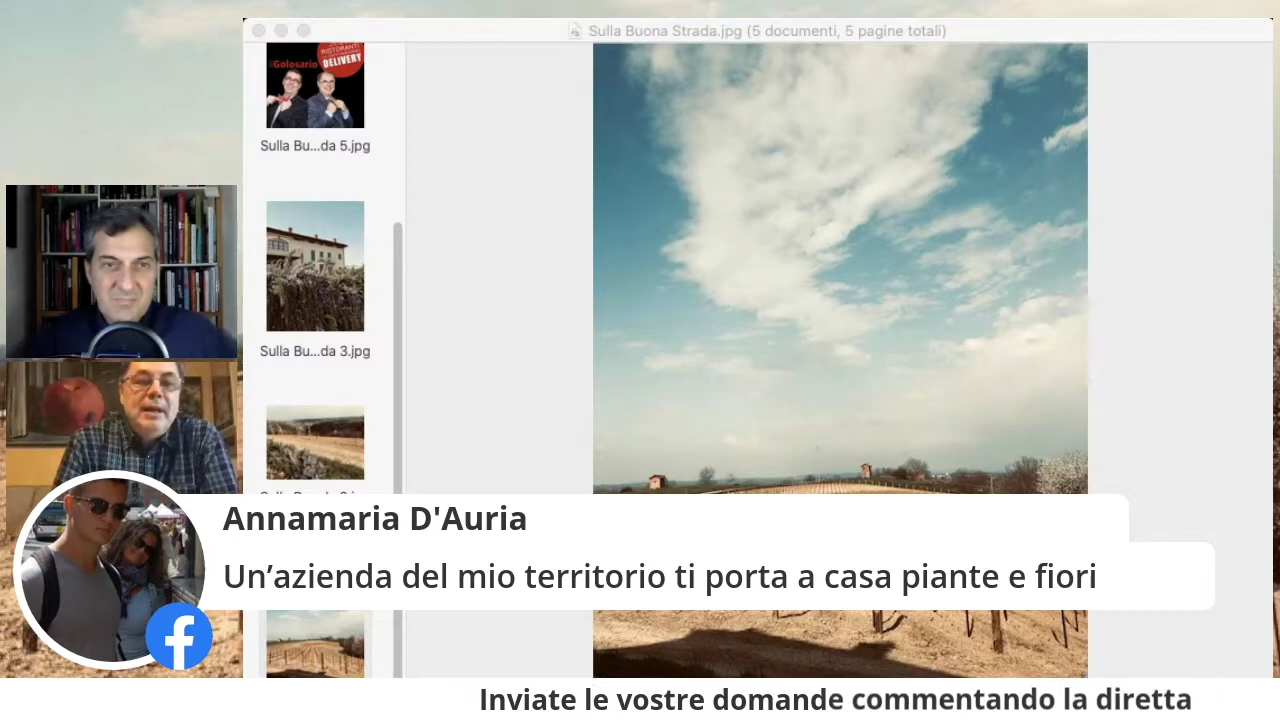 Sulla Buona Strada.jpg (5 documenti, 5 pagine totali)
RISTORANTI
DELIVERY
#Golosario
Sulla Bu...da 5.jpg
Sulla Bu...da 3.jpg
Annamaria D'Auria
Un’azienda del mio territorio ti porta a casa piante e fiori
Inviate le vostre domande commentando la diretta